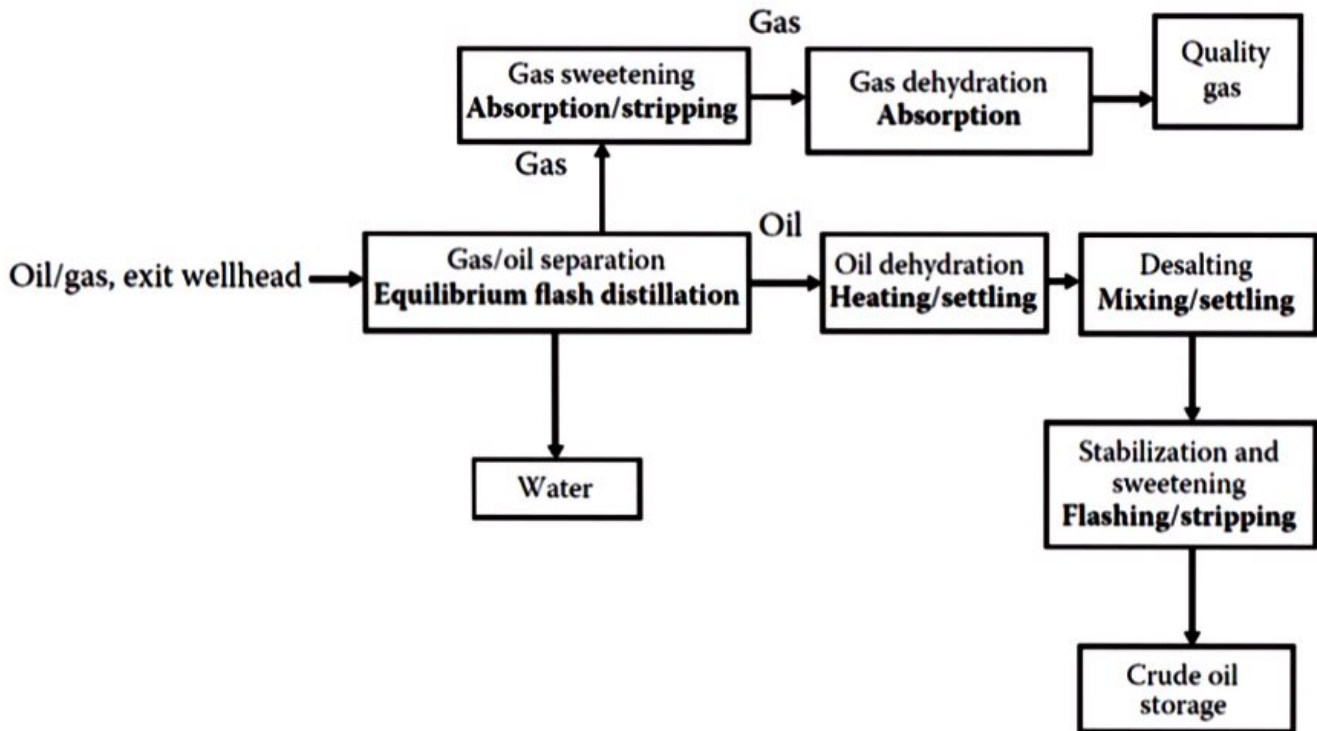 Gas
Gas sweetening
Absorption/stripping
Gas dehydration
Absorption
Quality
gas
Gas
Oil
Oil/gas, exit wellhead
Gas/oil separation
Equilibrium flash distillation
Oil dehydration
Heating/settling
Desalting
Mixing/settling
Water
Stabilization and
sweetening
Flashing/stripping
Crude oil
storage